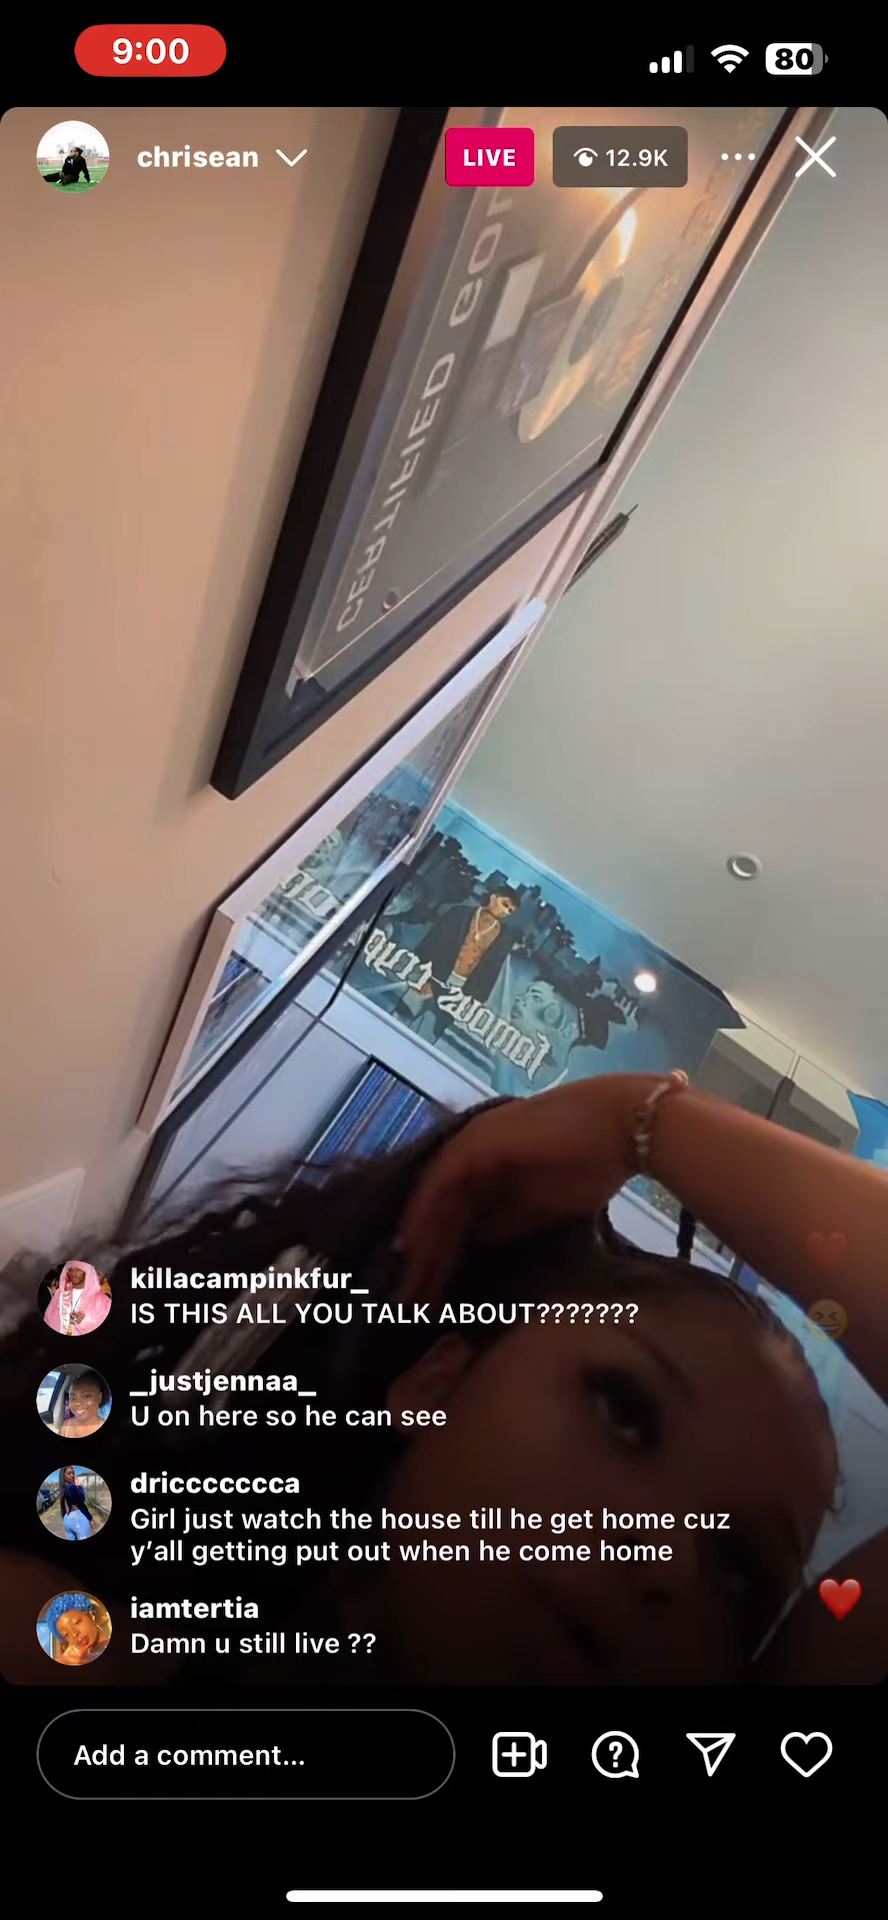 9:00
80
chrisean
LIVE
12.9K
CERTIFIED GOL
killacampinkfur_
IS THIS ALL YOU TALK ABOUT???????
_justjennaa_
U on here so he can see
dricccccca
Girl just watch the house till he get home cuz
y’all getting put out when he come home
iamtertia
Damn u still live ??
Add a comment...